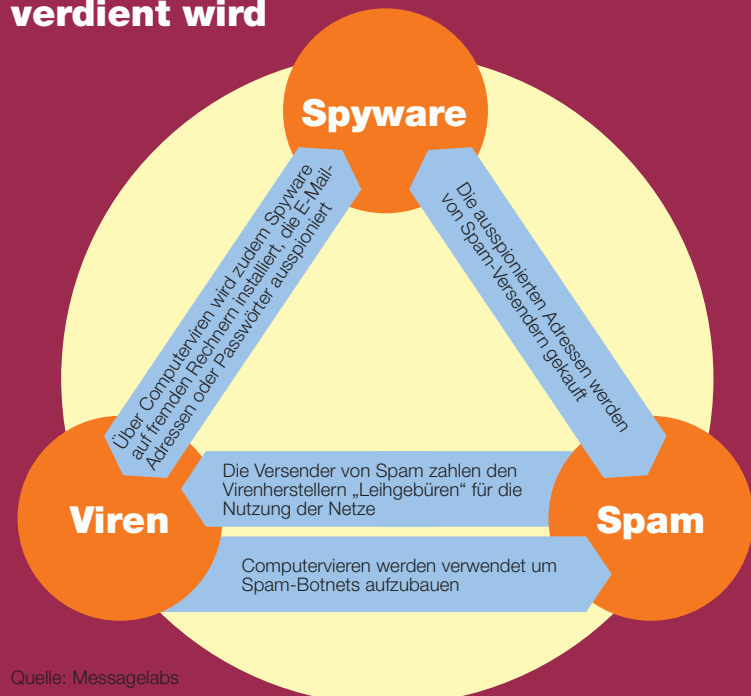 verdient wird
Spyware
Über Computerviren wird zudem Spyware
auf fremden Rechnern installiert, die E-Mail-
Adressen oder Passwörter ausspioniert
Die ausspionierten Adressen werden
von Spam-Versendern gekauft
Die Versender von Spam zahlen den
Virenherstellern „Leihgebüren“ für die
Nutzung der Netze
Viren
Spam
Computervieren werden verwendet um
Spam-Botnets aufzubauen
Quelle: Messagelabs